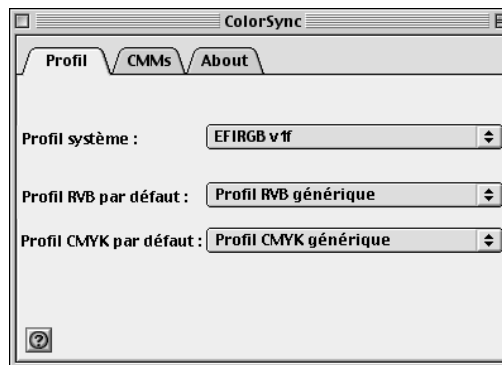 ColorSync
Profil CMMs About
Profil système : EFIRGB v1f
Profil RVB par défaut : Profil RVB générique
Profil CMYK par défaut : Profil CMYK générique
?